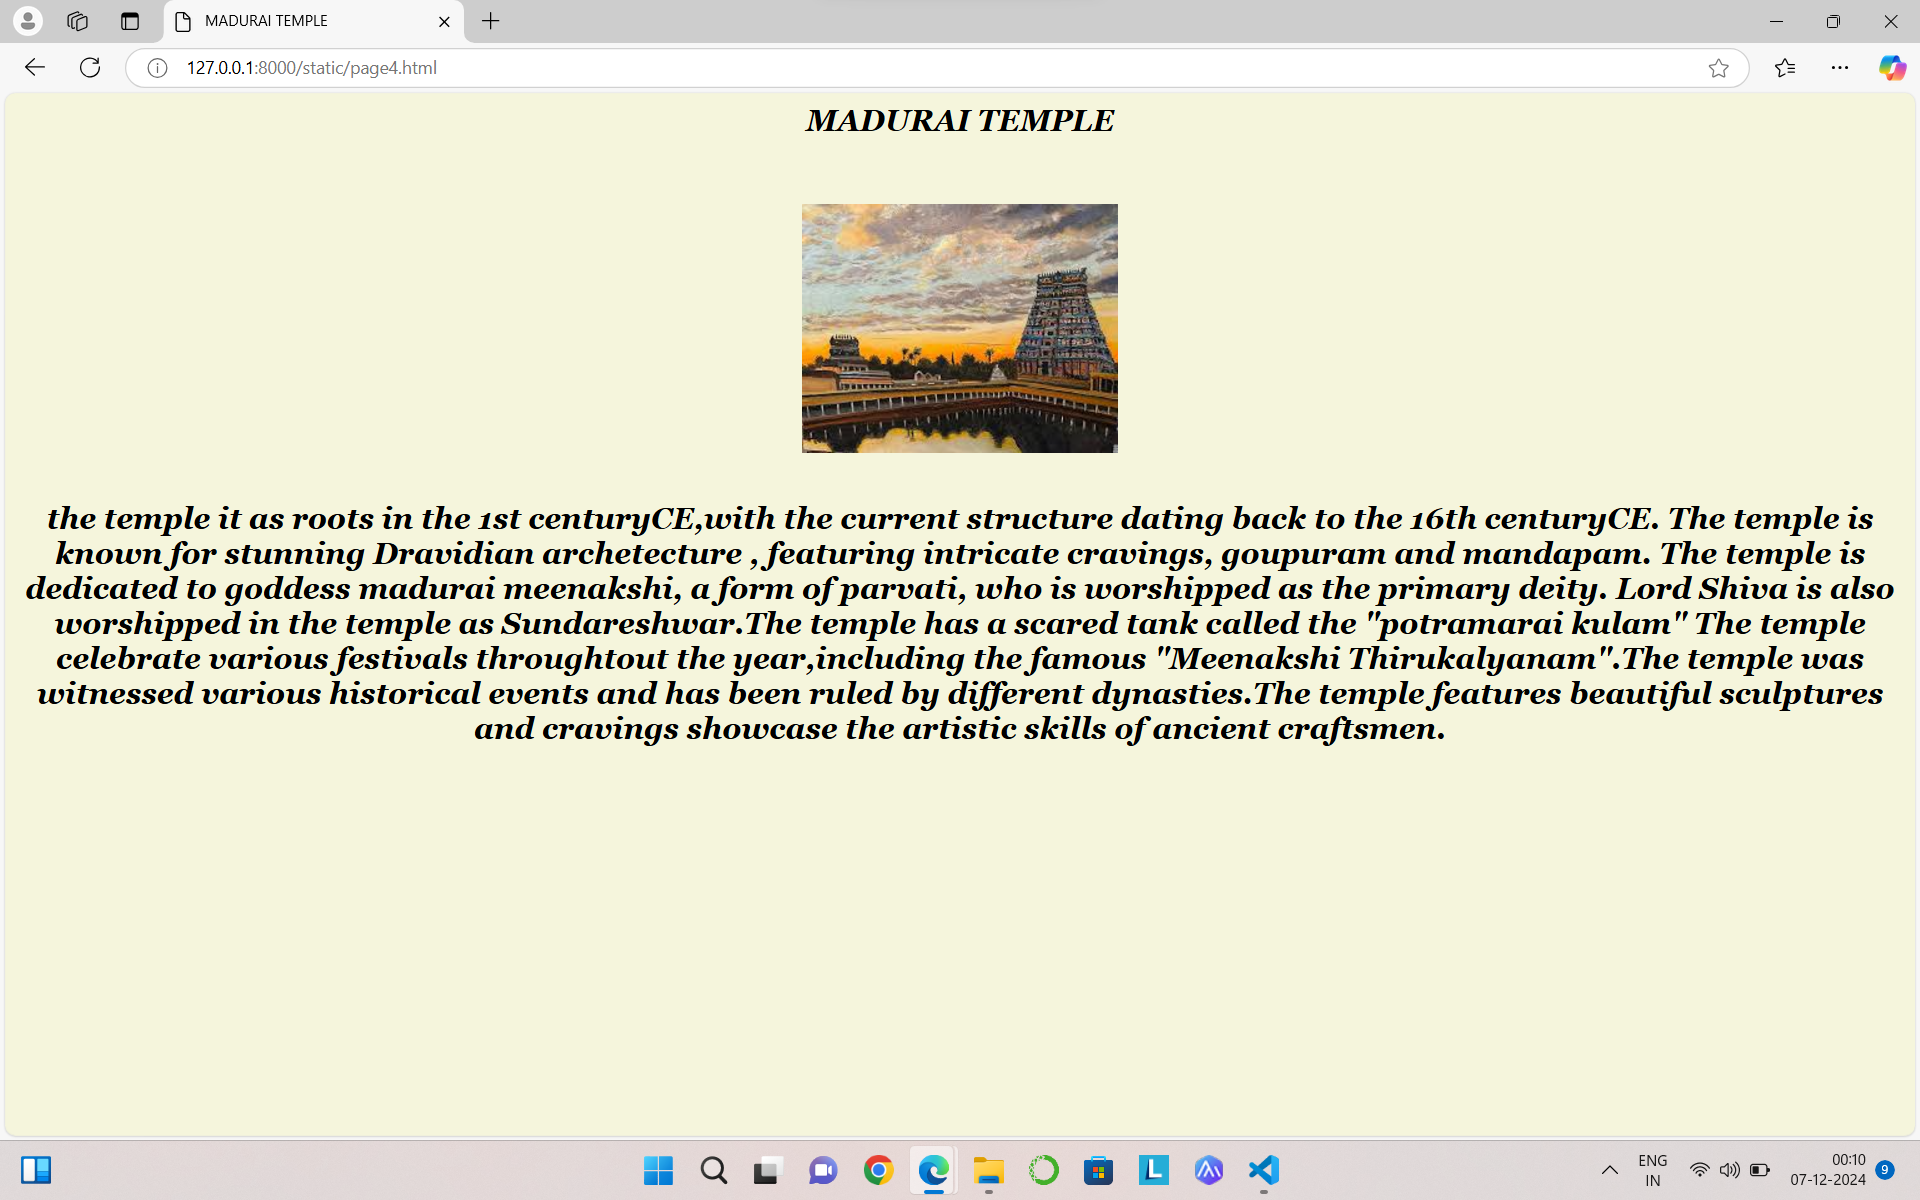 MADURAI TEMPLE
127.0.0.1:8000/static/page4.html
MADURAI TEMPLE
the temple it as roots in the 1st centuryCE,with the current structure dating back to the 16th centuryCE. The temple is
known for stunning Dravidian archetecture , featuring intricate cravings, goupuram and mandapam. The temple is
dedicated to goddess madurai meenakshi, a form of parvati, who is worshipped as the primary deity. Lord Shiva is also
worshipped in the temple as Sundareshwar.The temple has a scared tank called the "potramarai kulam" The temple
celebrate various festivals throughtout the year,including the famous "Meenakshi Thirukalyanam".The temple was
witnessed various historical events and has been ruled by different dynasties.The temple features beautiful sculptures
and cravings showcase the artistic skills of ancient craftsmen.
L
ENG
IN
00:10
07-12-2024
9